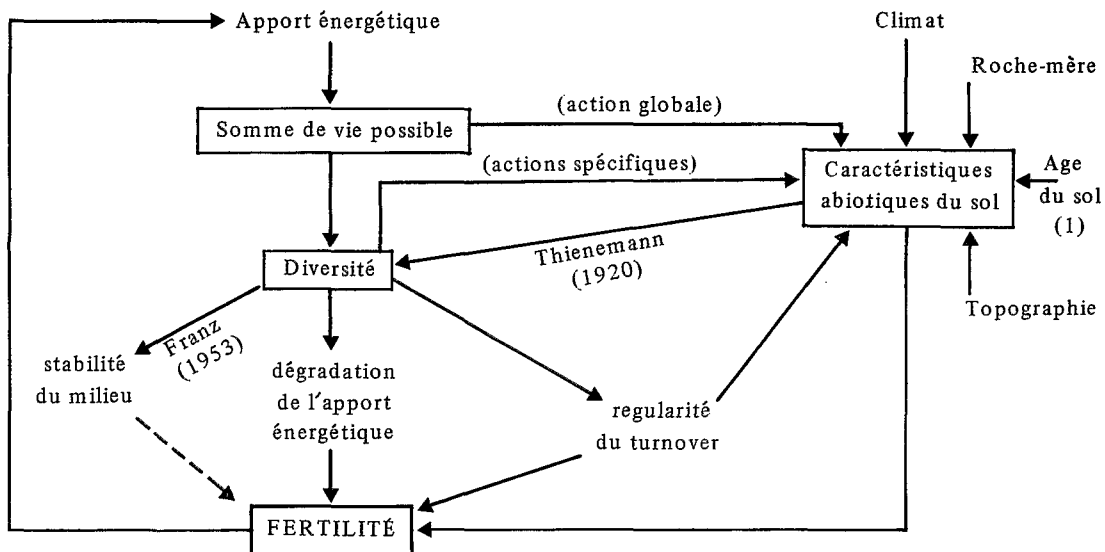 Apport énergétique
Climat
Roche-mère
(action globale)
Somme de vie possible
(actions spécifiques)
Caractéristiques
abiotiques du sol
Age
du sol
(1)
Thienemann
(1920)
Diversité
Topographie
Franz
(1953)
stabilité
du milieu
dégradation
de l'apport
énergétique
regularité
du turnover
FERTILITÉ